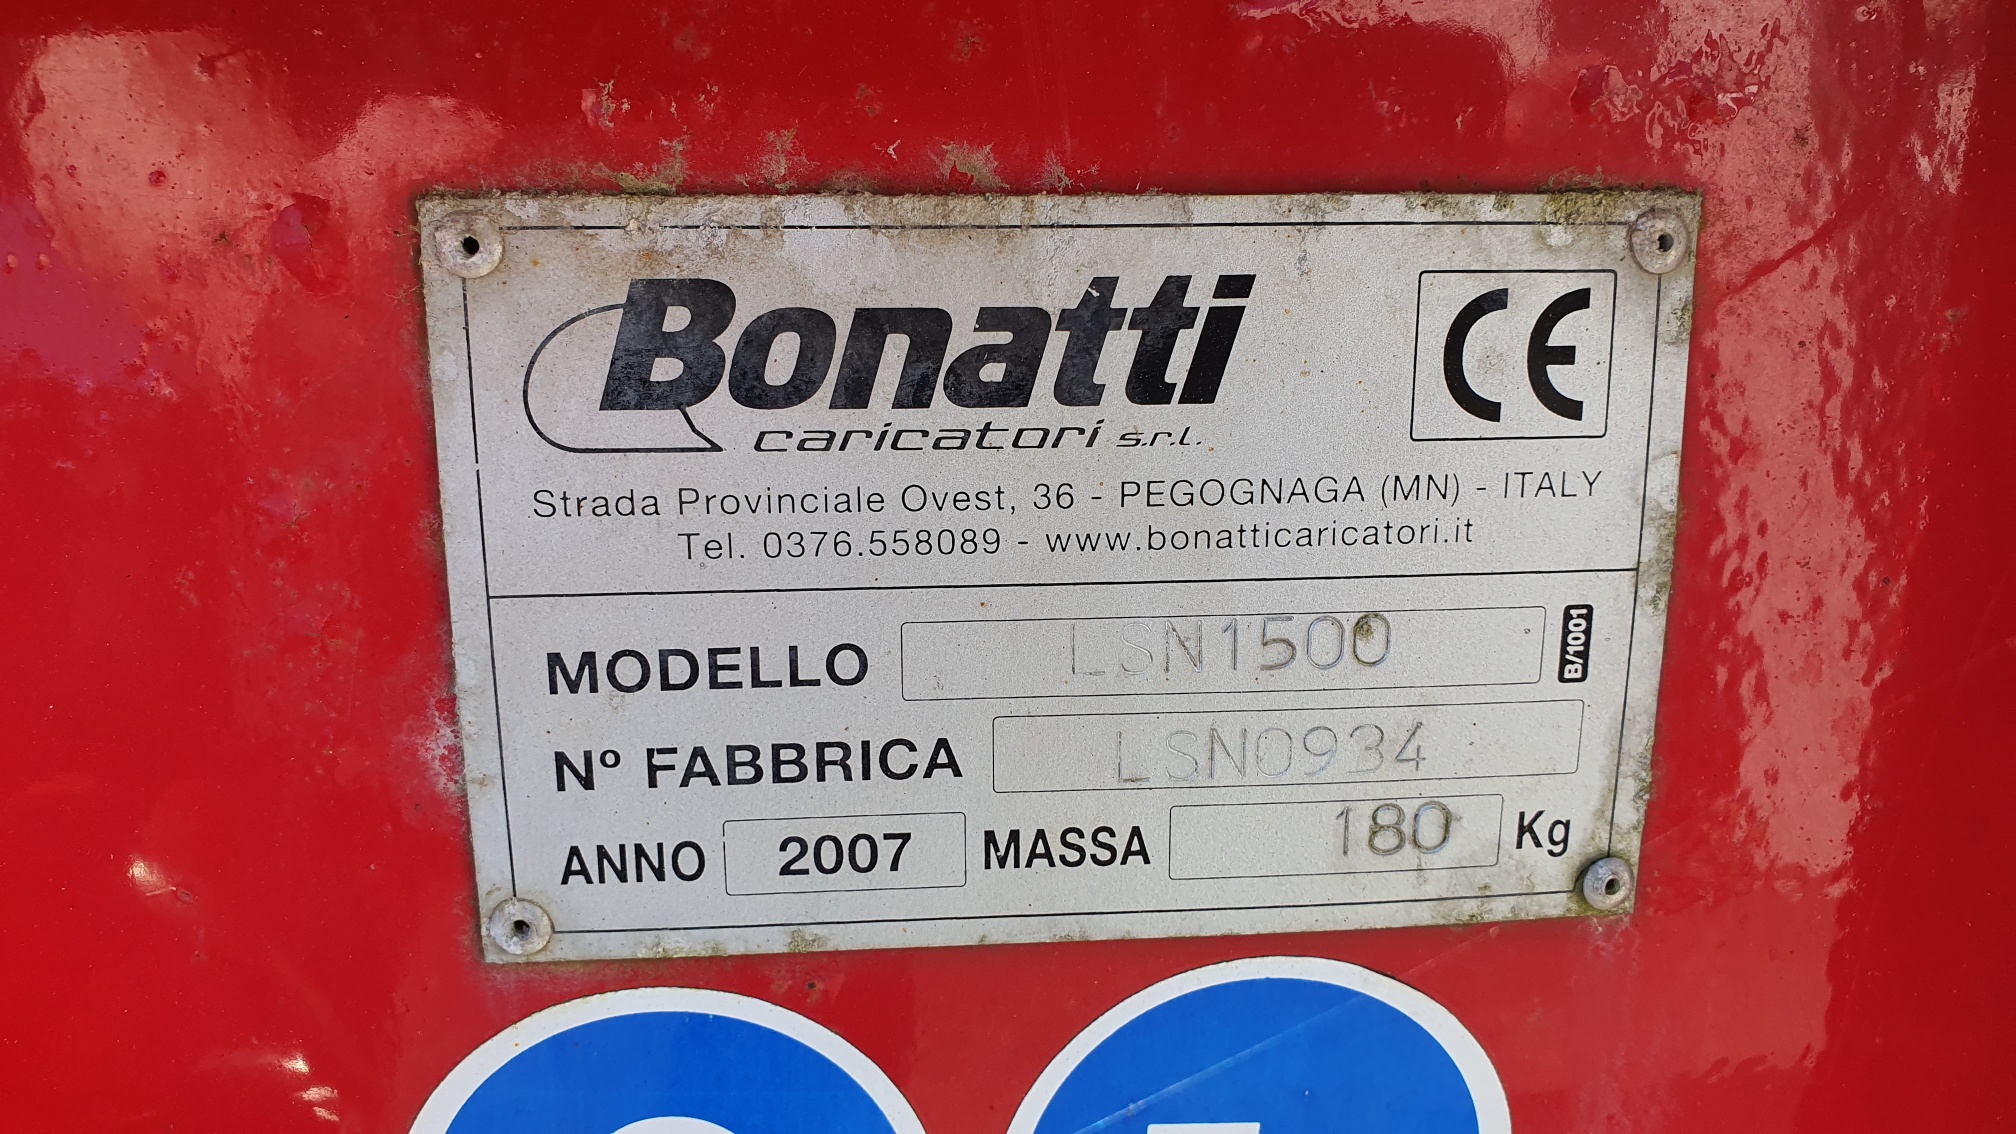 Bonatti
caricatori s.r.l.
CE
Strada Provinciale Ovest, 36 - PEGOGNAGA (MN) - ITALY
Tel. 0376.558089 - www.bonatticaricatori.it
MODELLO LSN1500 B/1001
N° FABBRICA LSN0934
ANNO 2007 MASSA 180 Kg